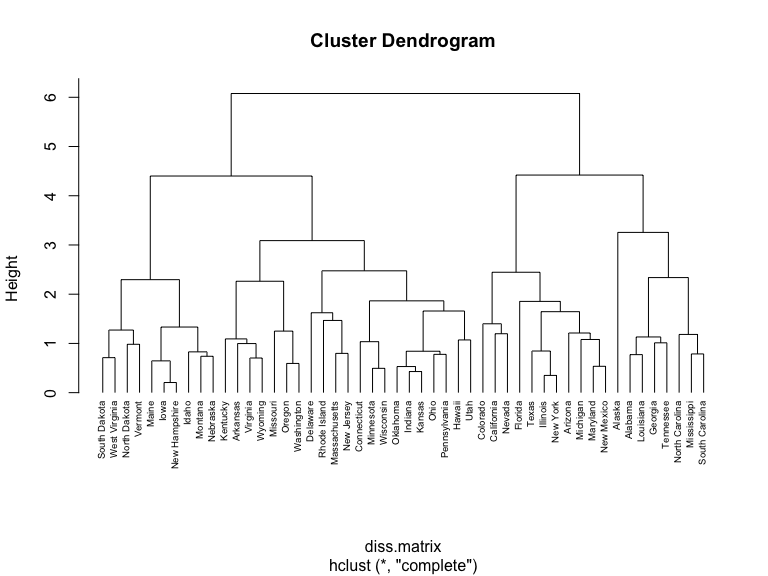 Cluster Dendrogram
Height
6
5
4
3
2
1
0
South Dakota
West Virginia
North Dakota
Vermont
Maine
Iowa
New Hampshire
Idaho
Montana
Nebraska
Kentucky
Arkansas
Virginia
Wyoming
Missouri
Oregon
Washington
Delaware
Rhode Island
Massachusetts
New Jersey
Connecticut
Minnesota
Wisconsin
Oklahoma
Indiana
Kansas
Ohio
Pennsylvania
Hawaii
Utah
Colorado
California
Nevada
Florida
Texas
Illinois
New York
Arizona
Michigan
Maryland
New Mexico
Alaska
Alabama
Louisiana
Georgia
Tennessee
North Carolina
Mississippi
South Carolina
diss.matrix
hclust (*, "complete")